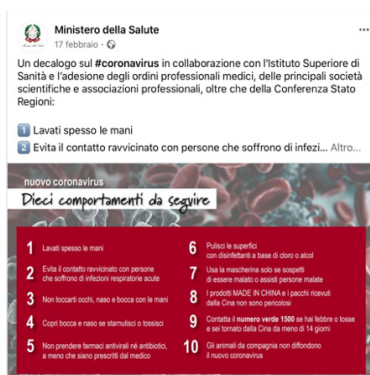 Ministero della Salute
17 febbraio ·
Un decalogo sul #coronavirus in collaborazione con l'Istituto Superiore di
Sanità e l'adesione degli ordini professionali medici, delle principali società
scientifiche e associazioni professionali, oltre che della Conferenza Stato
Regioni:
1 Lavati spesso le mani
2 Evita il contatto ravvicinato con persone che soffrono di infezi... Altro...
nuovo coronavirus
Dieci comportamenti da seguire
1 Lavati spesso le mani
2 Evita il contatto ravvicinato con persone
che soffrono di infezioni respiratorie acute
3 Non toccarti occhi, naso e bocca con le mani
4 Copri bocca e naso se starnutisci o tossisci
5 Non prendere farmaci antivirali né antibiotici,
a meno che siano prescritti dal medico
6 Pulisci le superfici
con disinfettanti a base di cloro o alcol
7 Usa la mascherina solo se sospetti
di essere malato o assisti persone malate
8 I prodotti MADE IN CHINA e i pacchi ricevuti
dalla Cina non sono pericolosi
9 Contatta il numero verde 1500 se hai febbre o tosse
e sei tornato dalla Cina da meno di 14 giorni
10 Gli animali da compagnia non diffondono
il nuovo coronavirus